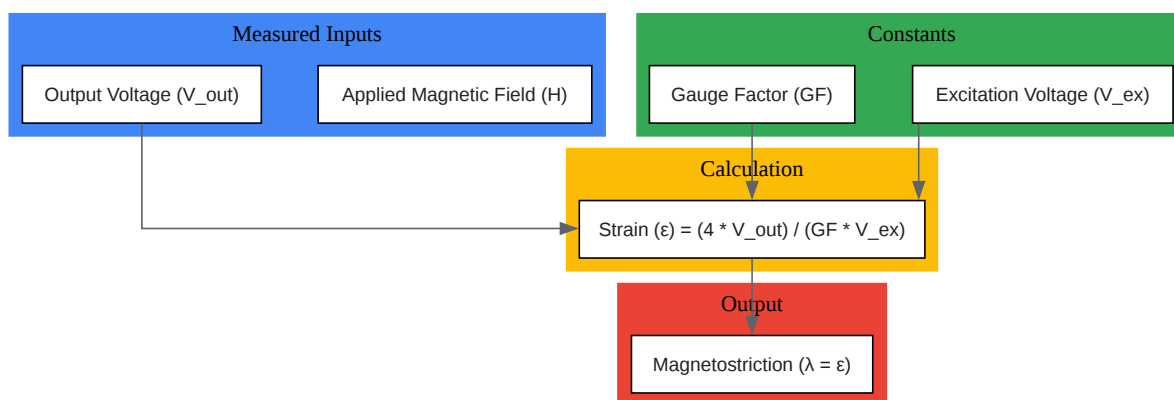 Measured Inputs
Constants
Output Voltage (V_out)
Applied Magnetic Field (H)
Gauge Factor (GF)
Excitation Voltage (V_ex)
Calculation
Strain (ε) = (4 * V_out) / (GF * V_ex)
Output
Magnetostriction (λ = ε)